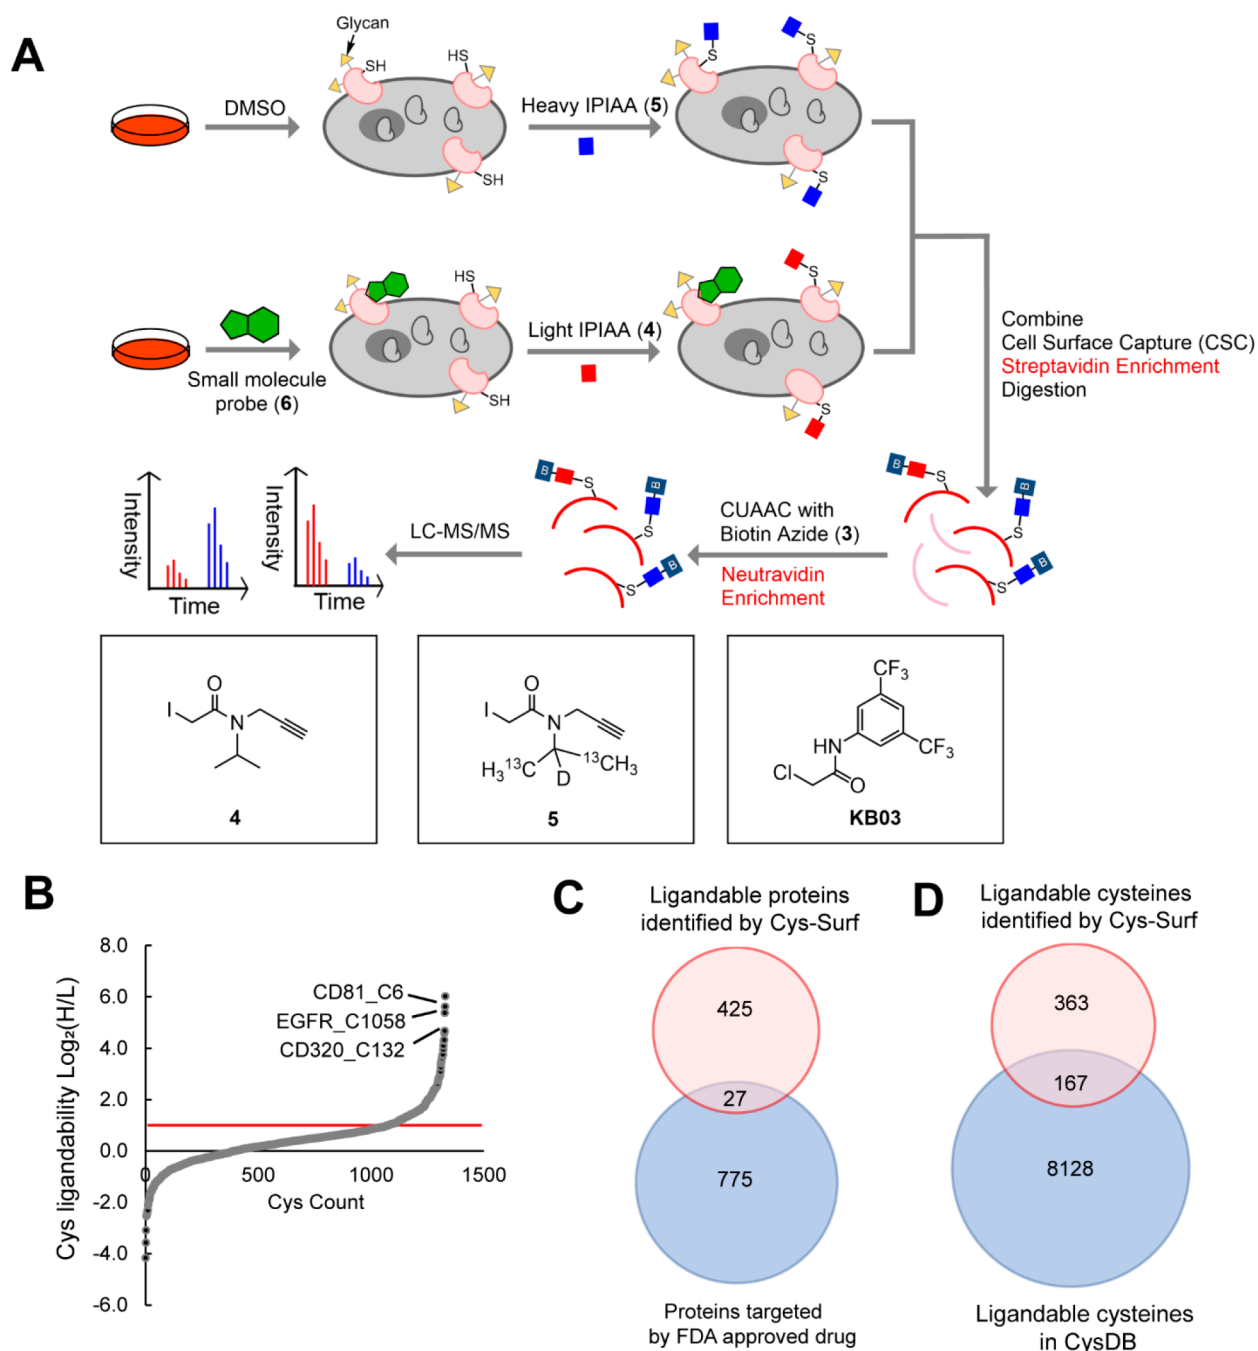 A
Glycan
SH
HS
SH
DMSO
Heavy IPIAA (5)
S
S
S
HS
SH
Small molecule
probe (6)
Light IPIAA (4)
S
S
Combine
Cell Surface Capture (CSC)
Streptavidin Enrichment
Digestion
B
S
B
S
S
B
CUAAC with
Biotin Azide (3)
Neutravidin
Enrichment
B
S
B
S
S
B
LC-MS/MS
Intensity
Time
Intensity
Time
O
I
N
4
O
I
N
H₃¹³C
¹³CH₃
D
5
CF₃
CF₃
HN
Cl
O
KB03
B
Cys ligandability Log₂(H/L)
8.0
6.0
4.0
2.0
0.0
-2.0
-4.0
-6.0
0
500
1000
1500
Cys Count
CD81_C6
EGFR_C1058
CD320_C132
C
Ligandable proteins
identified by Cys-Surf
425
27
775
Proteins targeted
by FDA approved drug
D
Ligandable cysteines
identified by Cys-Surf
363
167
8128
Ligandable cysteines
in CysDB